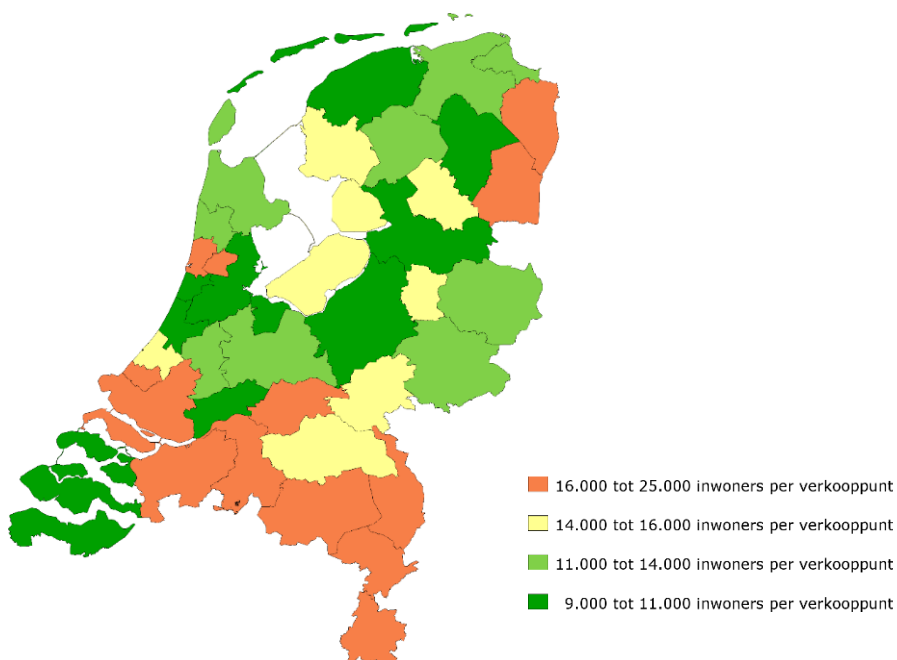 16.000 tot 25.000 inwoners per verkooppunt
14.000 tot 16.000 inwoners per verkooppunt
11.000 tot 14.000 inwoners per verkooppunt
9.000 tot 11.000 inwoners per verkooppunt